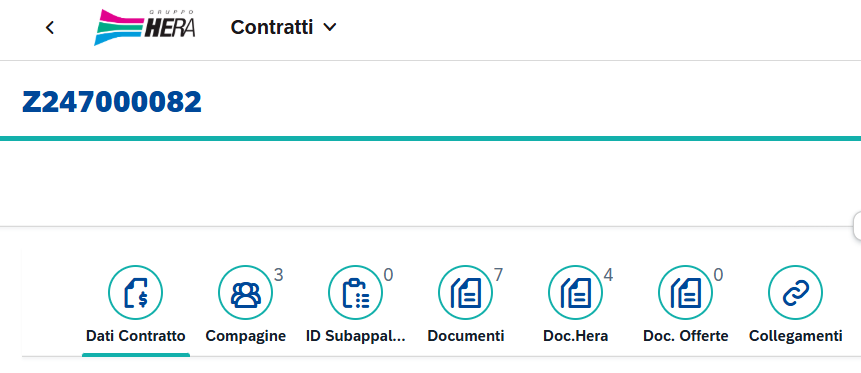 GRUPPO
HERA
Contratti
Z247000082
3
0
7
4
0
Dati Contratto
Compagine
ID Subappal...
Documenti
Doc.Hera
Doc. Offerte
Collegamenti